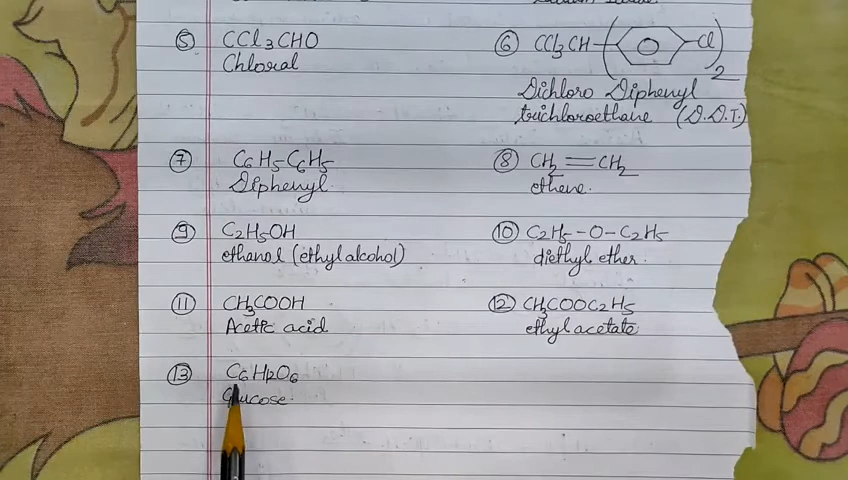 ⑤ CCl3CHO
Chloral
⑥ CCl3CH–( –Cl)2
Dichloro Diphenyl
trichloroethane (D.D.T)
⑦ C6H5-C6H5
Diphenyl.
⑧ CH2=CH2
ethene.
⑨ C2H5OH
ethanol (ethyl alcohol)
⑩ C2H5-O-C2H5
diethyl ether.
⑪ CH3COOH
Acetic acid
⑫ CH3COOC2H5
ethyl acetate
⑬ C6H12O6
Glucose.